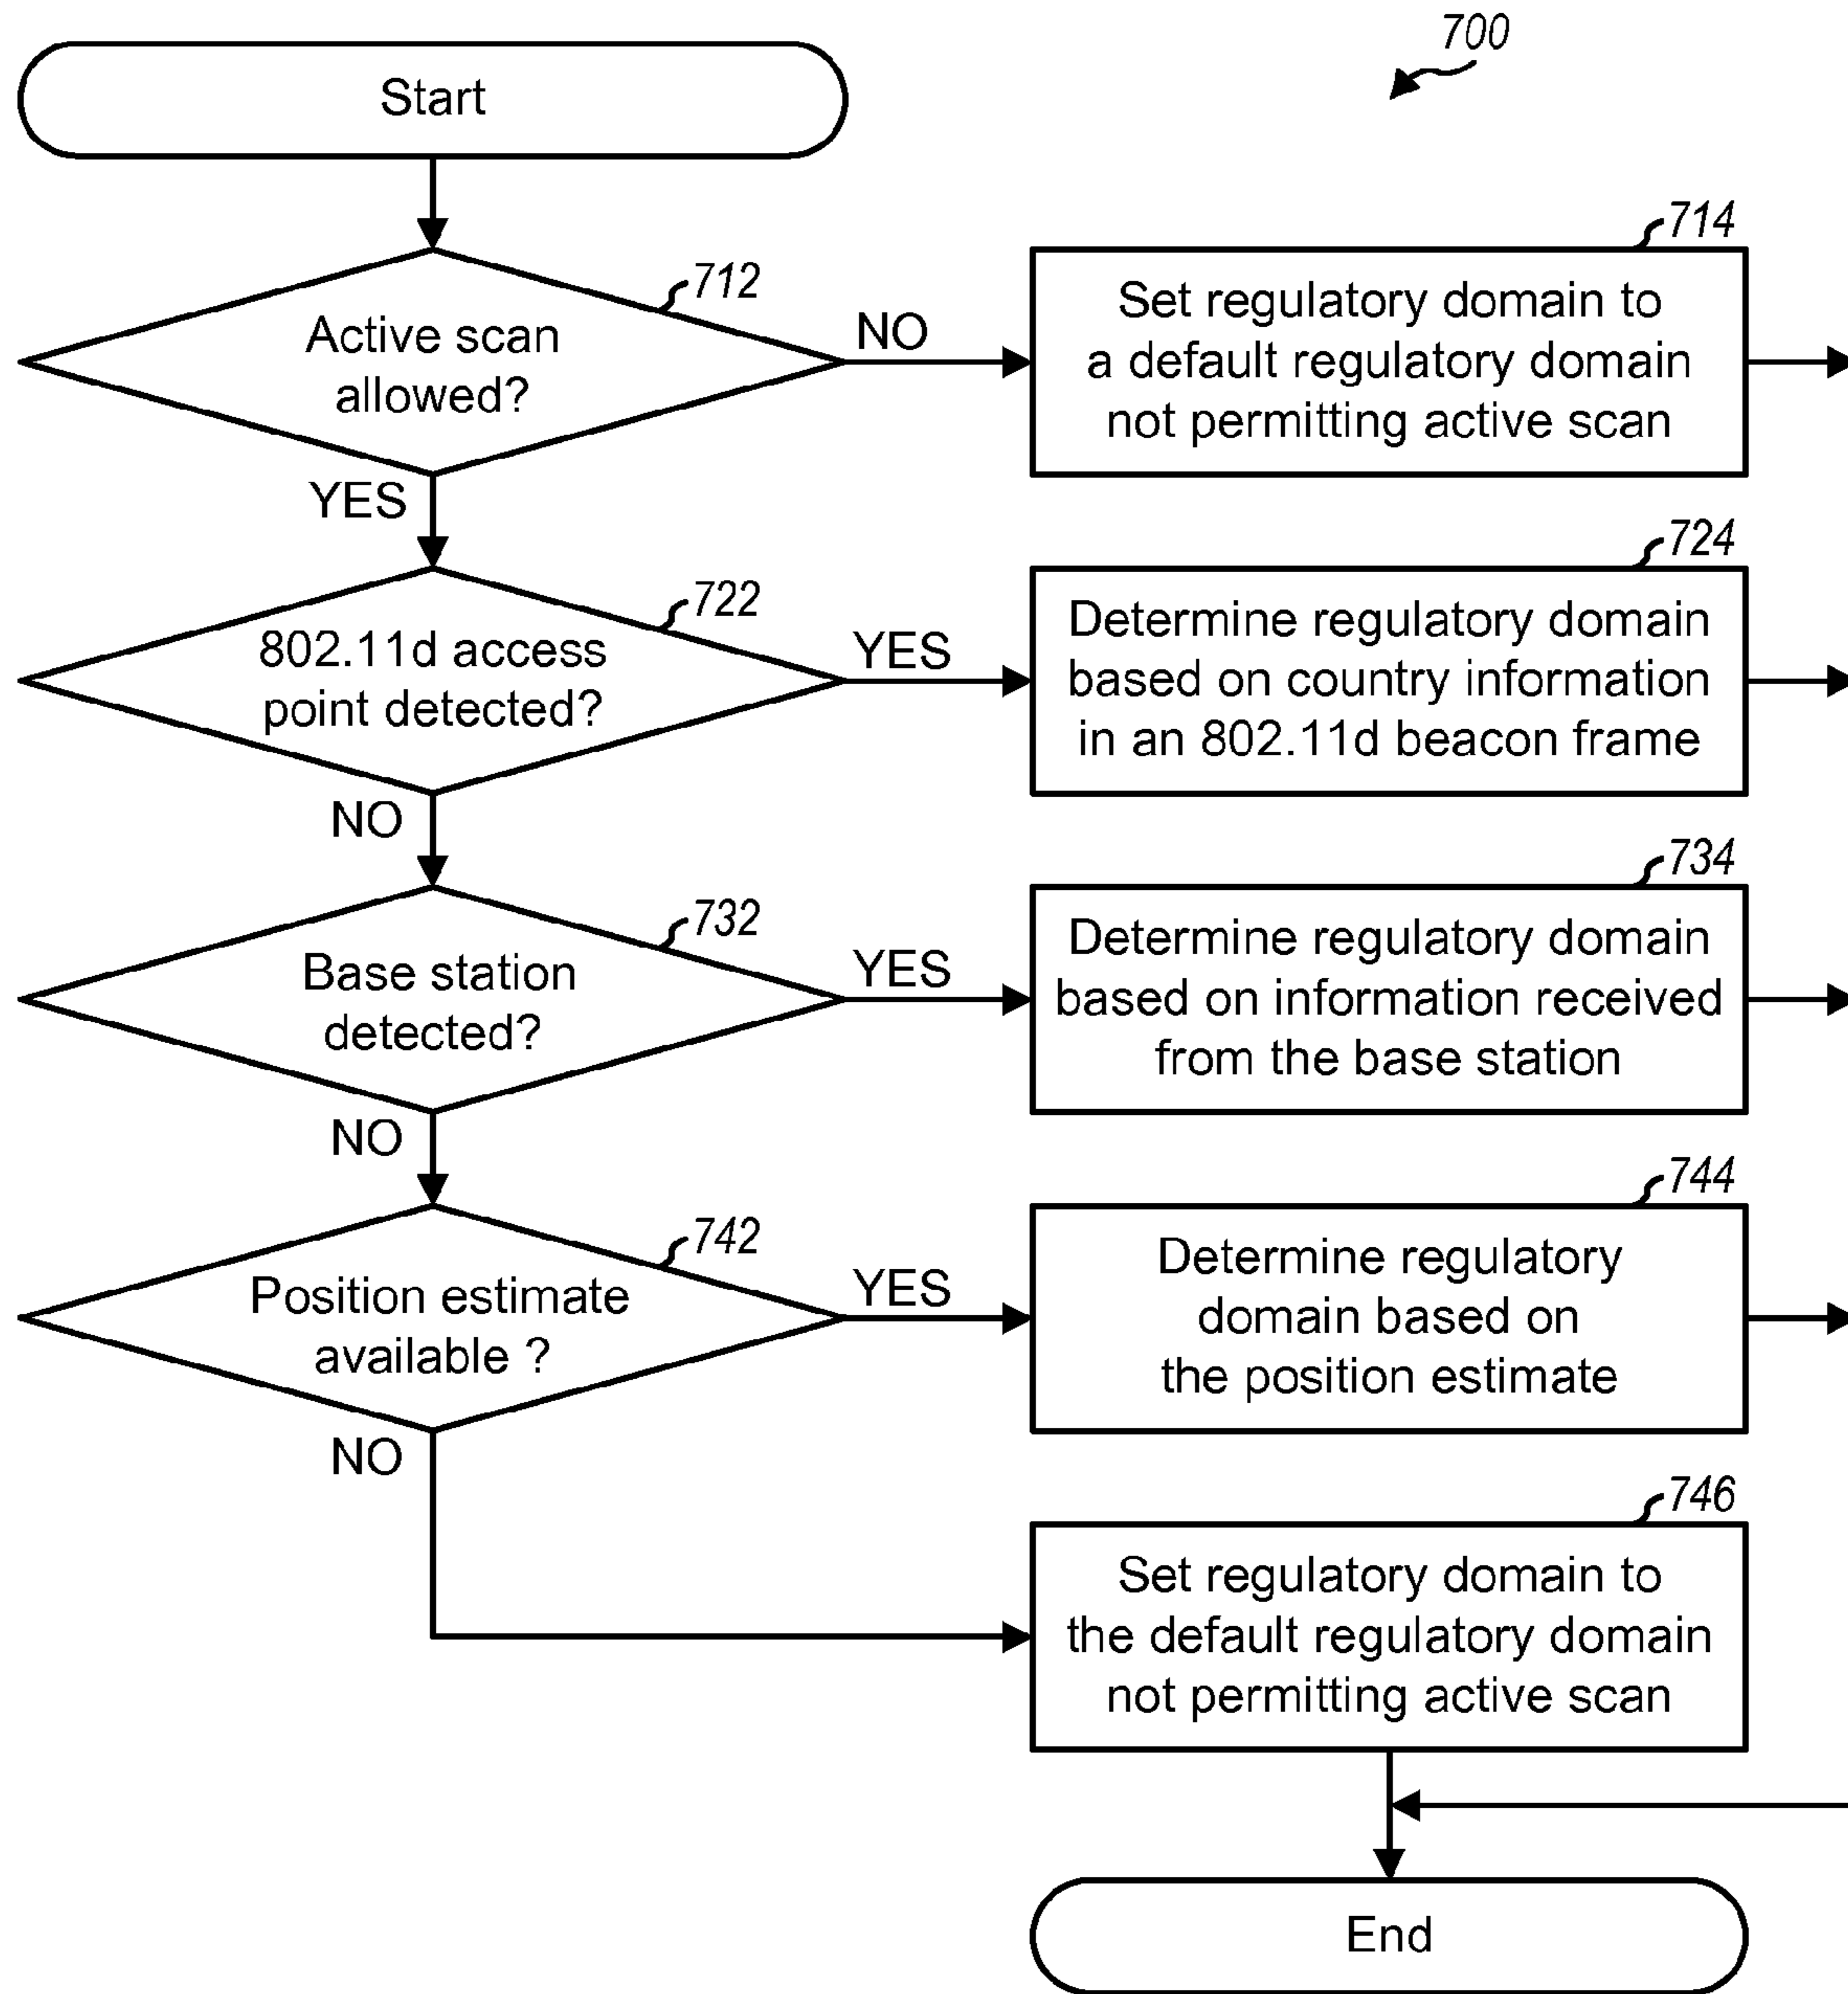 700
Start
712
Active scan
allowed?
NO
YES
714
Set regulatory domain to
a default regulatory domain
not permitting active scan
722
802.11d access
point detected?
YES
NO
724
Determine regulatory domain
based on country information
in an 802.11d beacon frame
732
Base station
detected?
YES
NO
734
Determine regulatory domain
based on information received
from the base station
742
Position estimate
available ?
YES
NO
744
Determine regulatory
domain based on
the position estimate
746
Set regulatory domain to
the default regulatory domain
not permitting active scan
End